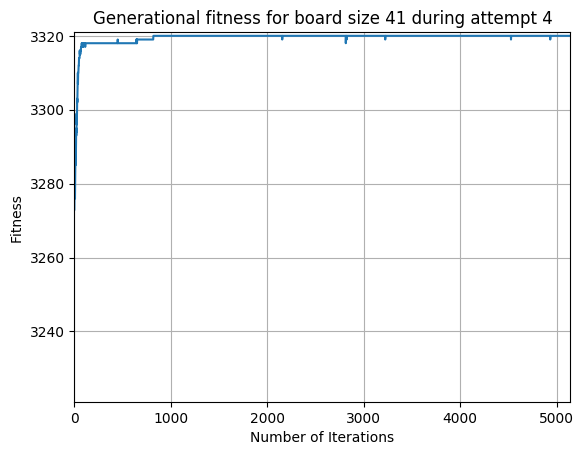 Generational fitness for board size 41 during attempt 4
3320
3300
3280
3260
3240
Fitness
0 1000 2000 3000 4000 5000
Number of Iterations